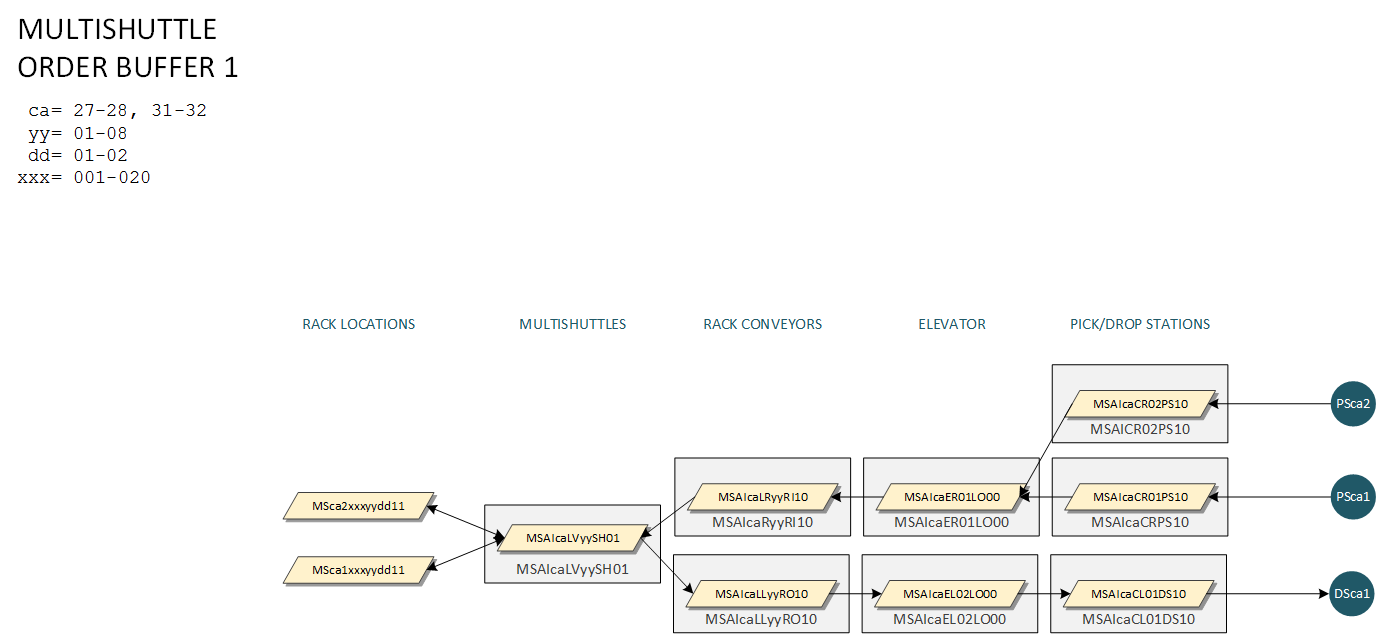 MULTISHUTTLE
ORDER BUFFER 1
ca= 27-28, 31-32
yy= 01-08
dd= 01-02
xxx= 001-020
RACK LOCATIONS
MULTISHUTTLES
RACK CONVEYORS
ELEVATOR
PICK/DROP STATIONS
MSAIcaCR02PS10
MSAICR02PS10
PSca2
MSca2xxxyydd11
MSca1xxxyydd11
MSAIcaLVyySH01
MSAIcaLVyySH01
MSAIcaLRyyRI10
MSAIcaRyyRI10
MSAIcaER01LO00
MSAIcaER01LO00
MSAIcaCR01PS10
MSAIcaCRPS10
PSca1
MSAIcaLLyyRO10
MSAIcaLLyyRO10
MSAIcaEL02LO00
MSAIcaEL02LO00
MSAIcaCL01DS10
MSAIcaCL01DS10
DSca1